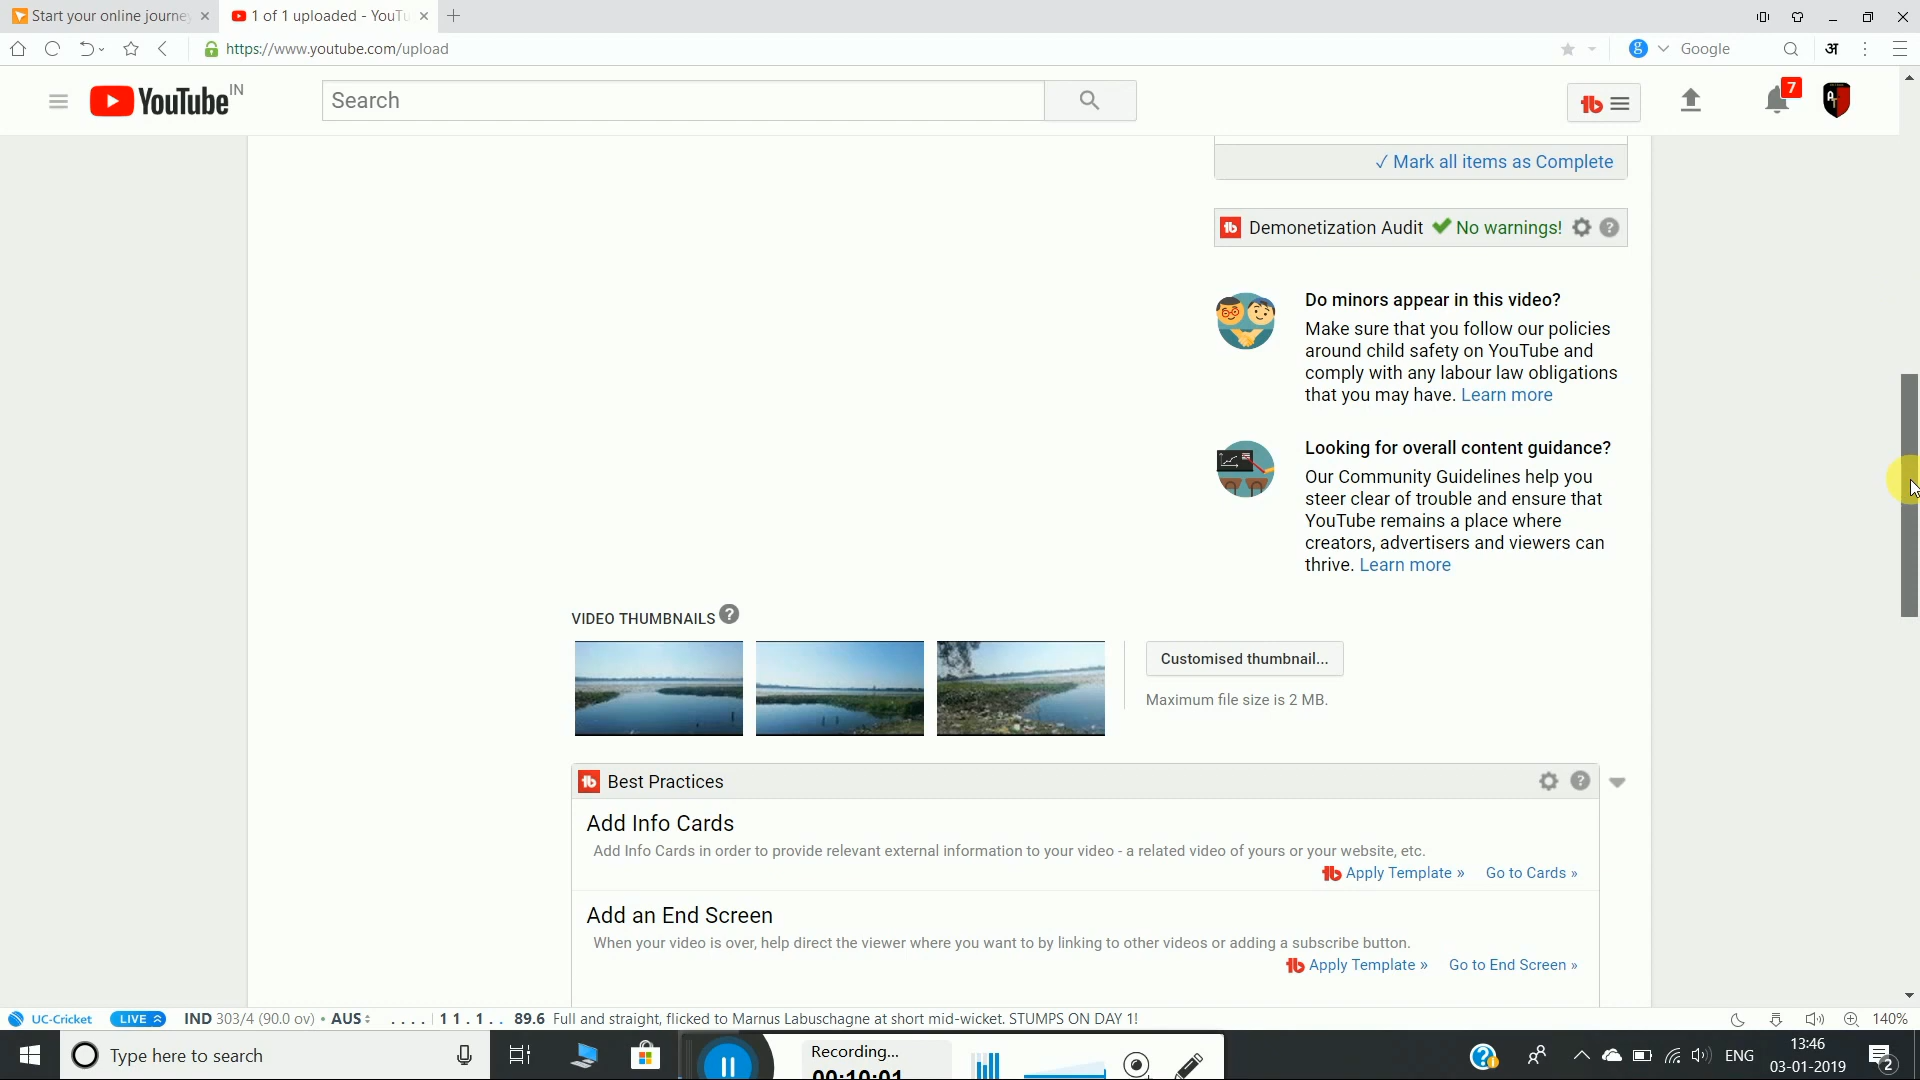 Start your online journe
1 of 1 uploaded - YouTu
https://www.youtube.com/upload
Google
अ
YouTube IN
Search
7
✓ Mark all items as Complete
Demonetization Audit ✔ No warnings!
Do minors appear in this video?
Make sure that you follow our policies
around child safety on YouTube and
comply with any labour law obligations
that you may have. Learn more
Looking for overall content guidance?
Our Community Guidelines help you
steer clear of trouble and ensure that
YouTube remains a place where
creators, advertisers and viewers can
thrive. Learn more
VIDEO THUMBNAILS ?
Customised thumbnail...
Maximum file size is 2 MB.
Best Practices
Add Info Cards
Add Info Cards in order to provide relevant external information to your video - a related video of yours or your website, etc.
Apply Template » Go to Cards »
Add an End Screen
When your video is over, help direct the viewer where you want to by linking to other videos or adding a subscribe button.
Apply Template » Go to End Screen »
UC-Cricket LIVE IND 303/4 (90.0 ov) • AUS . . . . | 1 1 . 1 . . 89.6 Full and straight, flicked to Marnus Labuschagne at short mid-wicket. STUMPS ON DAY 1!
140%
Type here to search
Recording...
00:10:01
ENG
13:46
03-01-2019
2